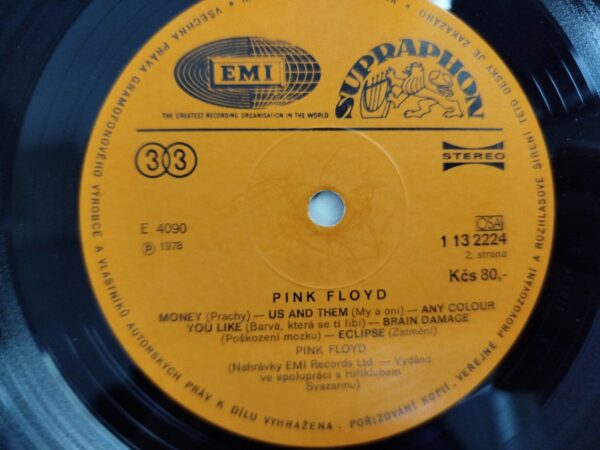 VŠECHNA PRÁVA GRAMOFONOVÉHO VÝROBCE A VLASTNÍKŮ AUTORSKÝCH PRÁV K DÍLU VYHRAŽENA · POŘIZOVÁNÍ KOPIÍ, VEŘEJNÉ PROVOZOVÁNÍ A ROZHLASOVÉ ŠÍŘENÍ TÉTO DESKY JE ZAKÁZÁNO
EMI
SUPRAPHON
THE GREATEST RECORDING ORGANISATION IN THE WORLD
33
STEREO
E 4090
℗ 1978
OSA
1 13 2224
2. strana
Kčs 80,-
PINK FLOYD
MONEY (Prachy) — US AND THEM (My a oni) — ANY COLOUR
YOU LIKE (Barva, která se ti líbí) — BRAIN DAMAGE
(Poškození mozku) — ECLIPSE (Zatmění)
PINK FLOYD
(Nahrávky EMI Records Ltd. — Vydáno
ve spolupráci s Hifiklubem
Svazarmu)